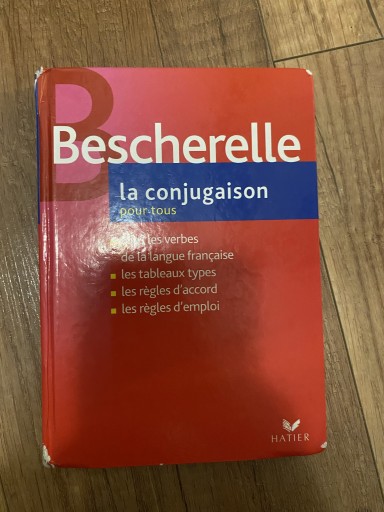 B
Bescherelle
la conjugaison
pour tous
les verbes
de la langue française
les tableaux types
les règles d'accord
les règles d'emploi
HATIER